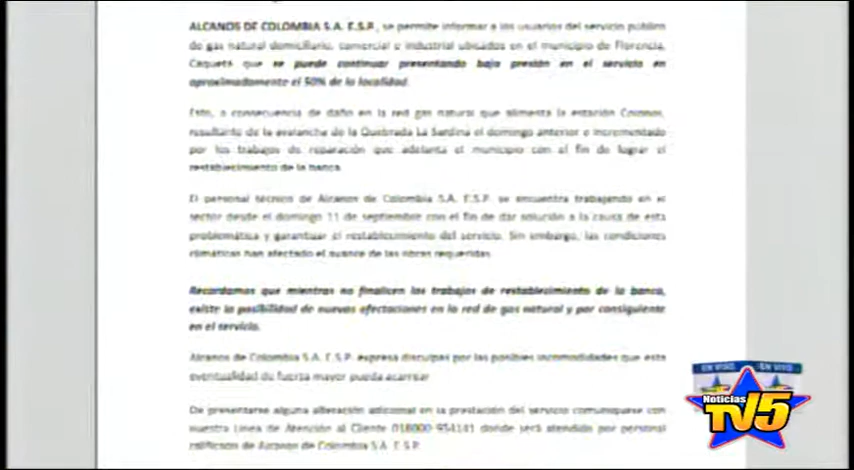 ALCANOS DE COLOMBIA S.A. E.S.P., se permite informar a los usuarios del servicio público
de gas natural domiciliario, comercial e industrial ubicados en el municipio de Florencia,
Caquetá que se puede continuar presentando baja presión en el servicio en
aproximadamente el 50% de la localidad.
Esto, a consecuencia de daño en la red gas natural que alimenta la estación
resultante de la avalancha de la Quebrada La Sardina el domingo anterior e incrementado
por los trabajos de reparación que adelanta el municipio con el fin de lograr el
restablecimiento de la banca.
El personal técnico de Alcanos de Colombia S.A. E.S.P. se encuentra trabajando en el
sector desde el domingo 11 de septiembre con el fin de dar solución a la causa de esta
problemática y garantizar el restablecimiento del servicio. Sin embargo, las condiciones
climáticas han afectado el avance de las obras requeridas.
Recordamos que mientras no finalicen los trabajos de restablecimiento de la banca,
existe la posibilidad de nuevas afectaciones en la red de gas natural y por consiguiente
en el servicio.
Alcanos de Colombia S.A. E.S.P. expresa disculpas por las posibles incomodidades que esta
eventualidad de fuerza mayor pueda acarrear
De presentarse alguna alteración adicional en la prestación del servicio comuníquese con
nuestra Línea de Atención al Cliente 018000 954141 donde será atendido por personal
calificado de Alcanos de Colombia S.A. E.S.P.
EN VIVO EN VIVO
Noticias
TV5